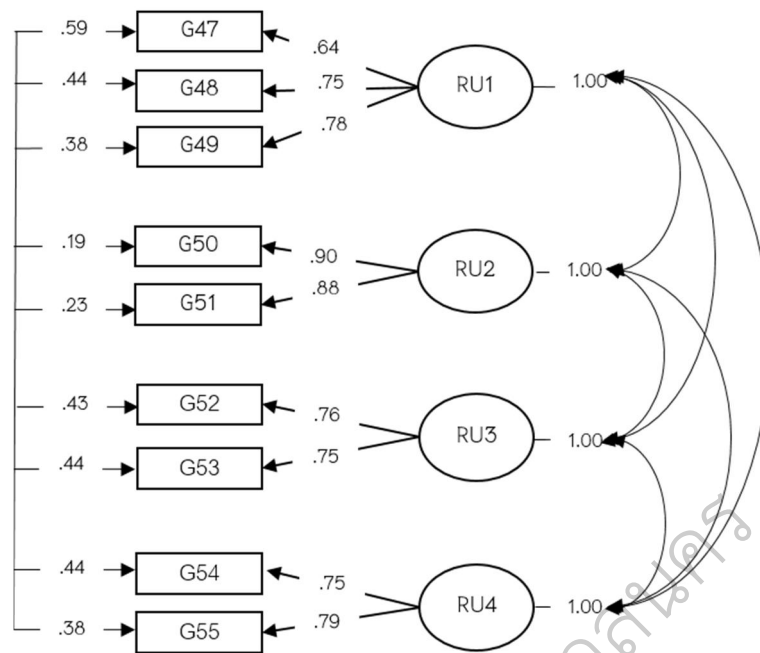 .59 G47 .64
.44 G48 .75 RU1 1.00
.38 G49 .78
.19 G50 .90
RU2 1.00
.23 G51 .88
.43 G52 .76
RU3 1.00
.44 G53 .75
.44 G54 .75
RU4 1.00
.38 G55 .79